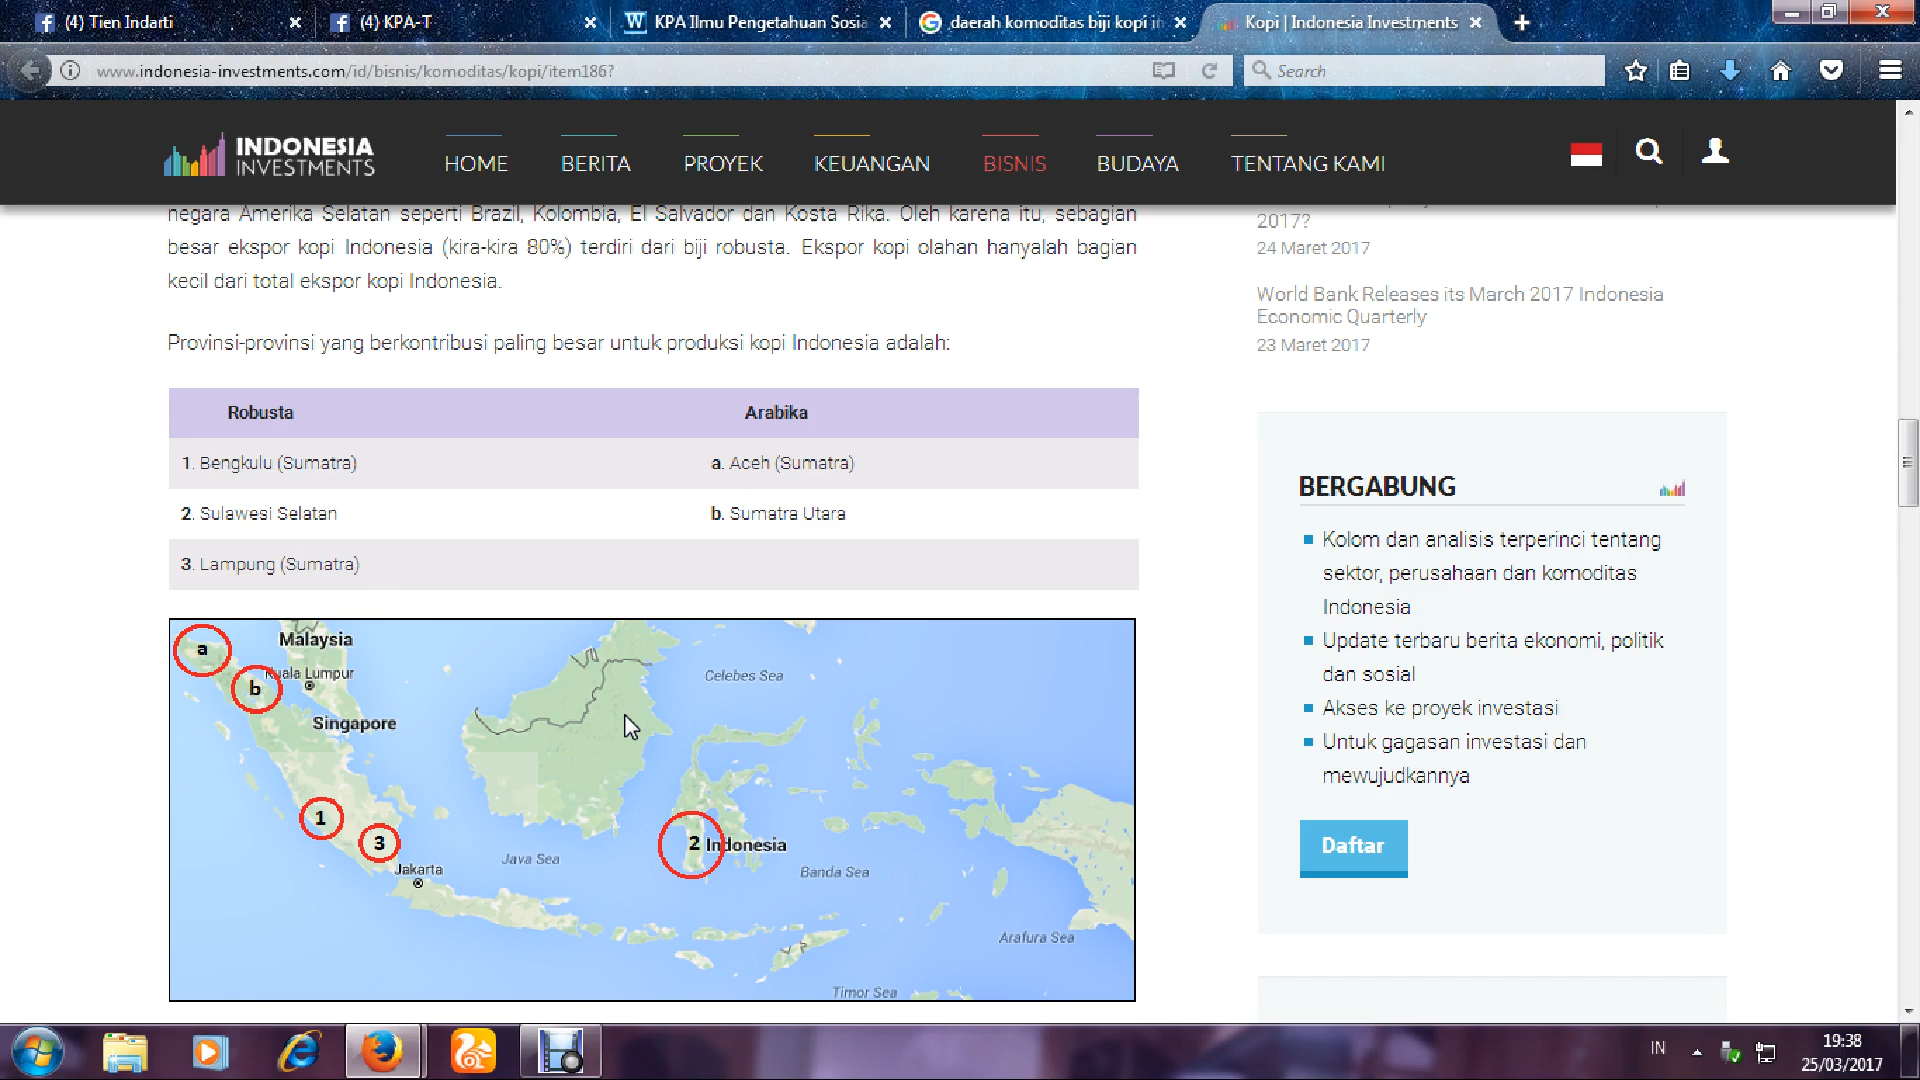 (4) Tien Indarti
(4) KPA-T
KPA Ilmu Pengetahuan Sosia
daerah komoditas biji kopi in
Kopi | Indonesia Investments
www.indonesia-investments.com/id/bisnis/komoditas/kopi/item186?
Search
INDONESIA
INVESTMENTS
HOME
BERITA
PROYEK
KEUANGAN
BISNIS
BUDAYA
TENTANG KAMI
negara Amerika Selatan seperti Brazil, Kolombia, El Salvador dan Kosta Rika. Oleh karena itu, sebagian
besar ekspor kopi Indonesia (kira-kira 80%) terdiri dari biji robusta. Ekspor kopi olahan hanyalah bagian
kecil dari total ekspor kopi Indonesia.
Provinsi-provinsi yang berkontribusi paling besar untuk produksi kopi Indonesia adalah:
Robusta
Arabika
1. Bengkulu (Sumatra)
a. Aceh (Sumatra)
2. Sulawesi Selatan
b. Sumatra Utara
3. Lampung (Sumatra)
a
Malaysia
b
Kuala Lumpur
Singapore
Celebes Sea
1
3
2
Indonesia
Jakarta
Java Sea
Banda Sea
Arafura Sea
Timor Sea
2017?
24 Maret 2017
World Bank Releases its March 2017 Indonesia
Economic Quarterly
23 Maret 2017
BERGABUNG
Kolom dan analisis terperinci tentang
sektor, perusahaan dan komoditas
Indonesia
Update terbaru berita ekonomi, politik
dan sosial
Akses ke proyek investasi
Untuk gagasan investasi dan
mewujudkannya
Daftar
IN
19:38
25/03/2017